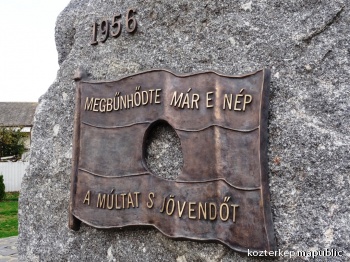 1956
MEGBŰNHŐDTE MÁR E NÉP
A MÚLTAT S JÖVENDŐT
kozterkep.mapublic